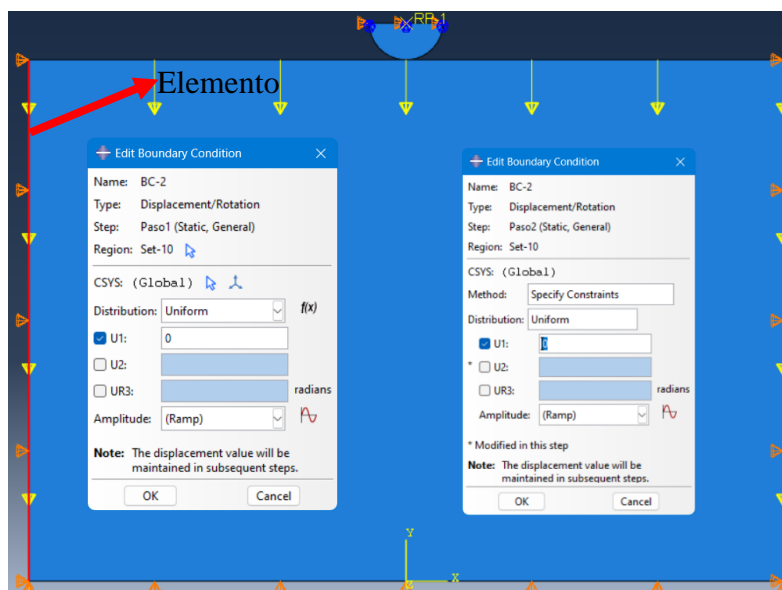 RP-1
Elemento
Edit Boundary Condition
Name: BC-2
Type: Displacement/Rotation
Step: Paso1 (Static, General)
Region: Set-10
CSYS: (Global)
Distribution: Uniform f(x)
U1: 0
U2:
UR3: radians
Amplitude: (Ramp)
Note: The displacement value will be
maintained in subsequent steps.
OK Cancel
Edit Boundary Condition
Name: BC-2
Type: Displacement/Rotation
Step: Paso2 (Static, General)
Region: Set-10
CSYS: (Global)
Method: Specify Constraints
Distribution: Uniform
U1: 0
* U2:
UR3: radians
Amplitude: (Ramp)
* Modified in this step
Note: The displacement value will be
maintained in subsequent steps.
OK Cancel
Y
Z X